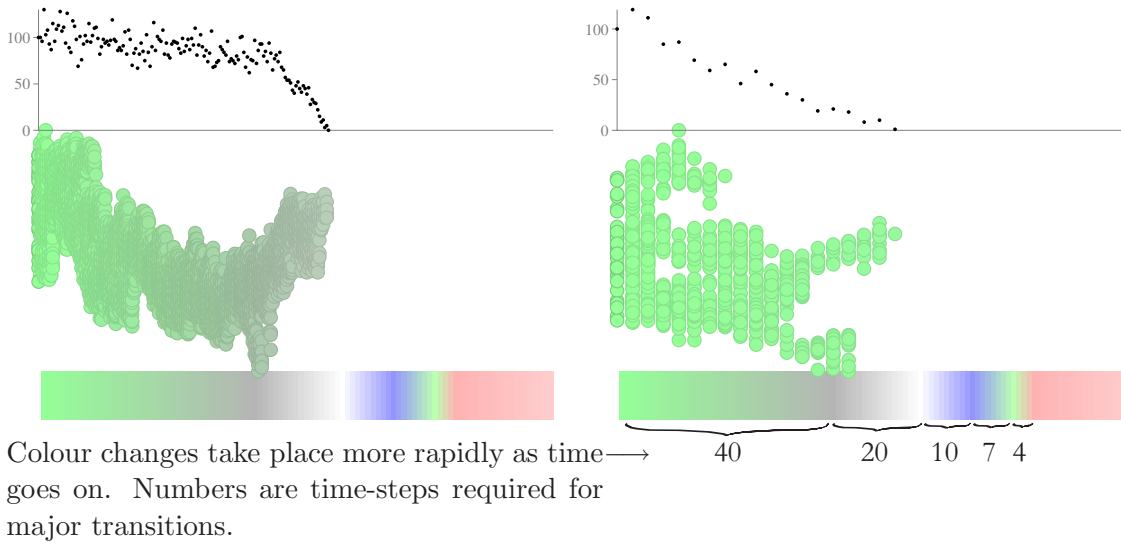 100
50
0
100
50
0
Colour changes take place more rapidly as time
goes on. Numbers are time-steps required for
major transitions.
40 20 10 7 4